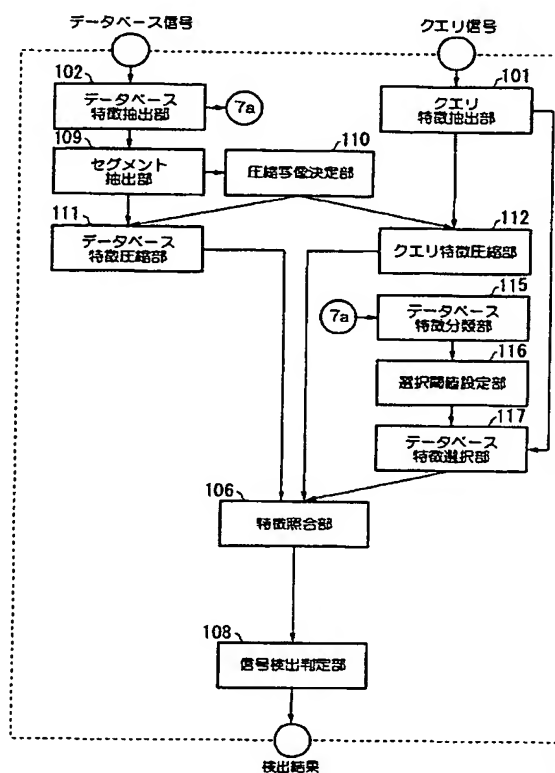 データベース信号
クエリ信号
102
データベース
特徴抽出部
7a
101
クエリ
特徴抽出部
109
セグメント
抽出部
110
圧縮写像決定部
111
データベース
特徴圧縮部
112
クエリ特徴圧縮部
7a
115
データベース
特徴分類部
116
選択閾値設定部
117
データベース
特徴選択部
106
特徴照合部
108
信号検出判定部
検出結果